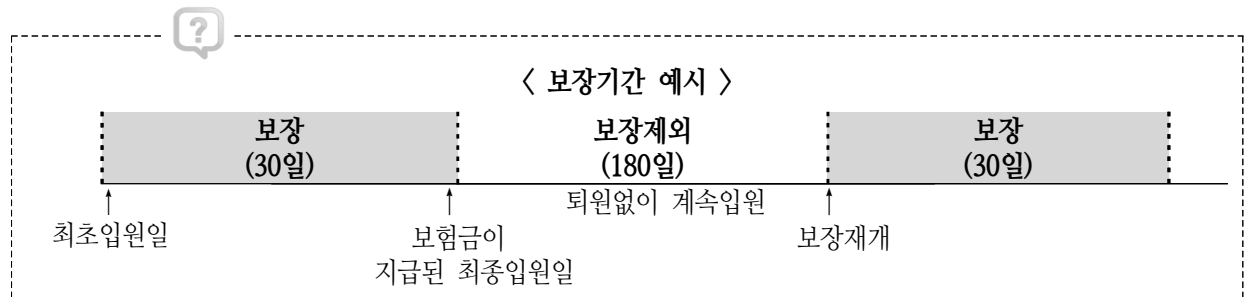 ?
〈 보장기간 예시 〉
보장 보장제외 보장
(30일) (180일) (30일)
퇴원없이 계속입원
최초입원일 보험금이 보장재개
지급된 최종입원일